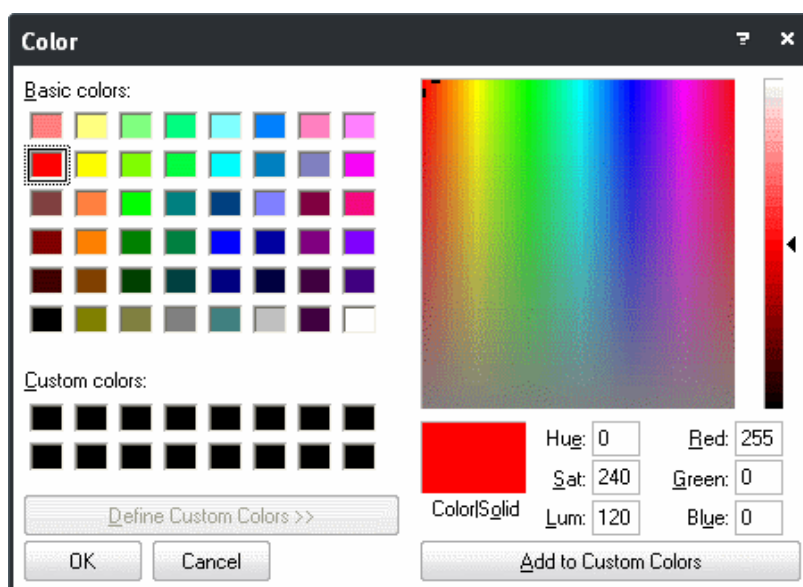 Color
Basic colors:
Custom colors:
Define Custom Colors >>
OK Cancel
Color|Solid
Hue: 0 Red: 255
Sat: 240 Green: 0
Lum: 120 Blue: 0
Add to Custom Colors